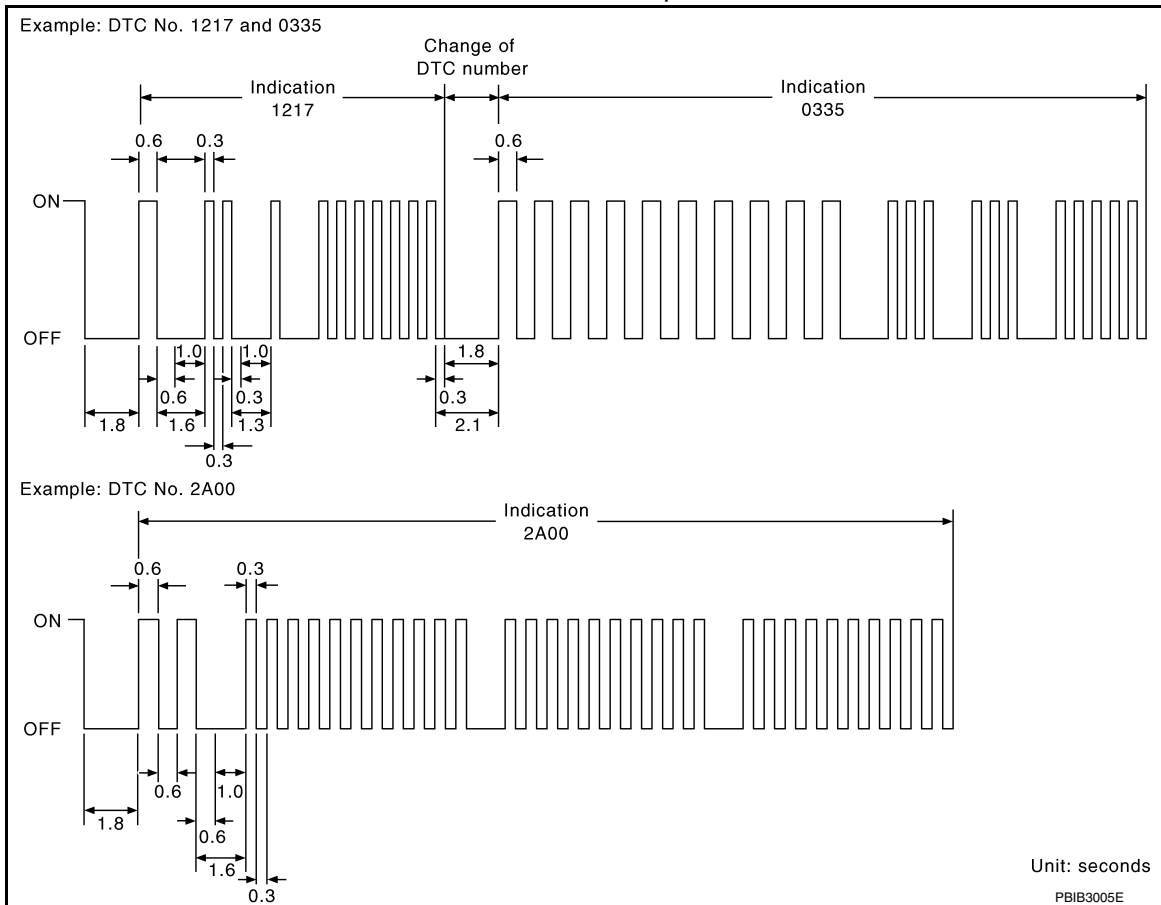 Example: DTC No. 1217 and 0335
Change of
DTC number
Indication
1217
Indication
0335
0.6
0.3
0.6
ON
OFF
1.0
1.0
1.8
0.6
0.3
0.3
1.8
1.6
1.3
2.1
0.3
Example: DTC No. 2A00
Indication
2A00
0.6
0.3
ON
OFF
0.6
1.0
1.8
0.6
1.6
0.3
Unit: seconds
PBIB3005E